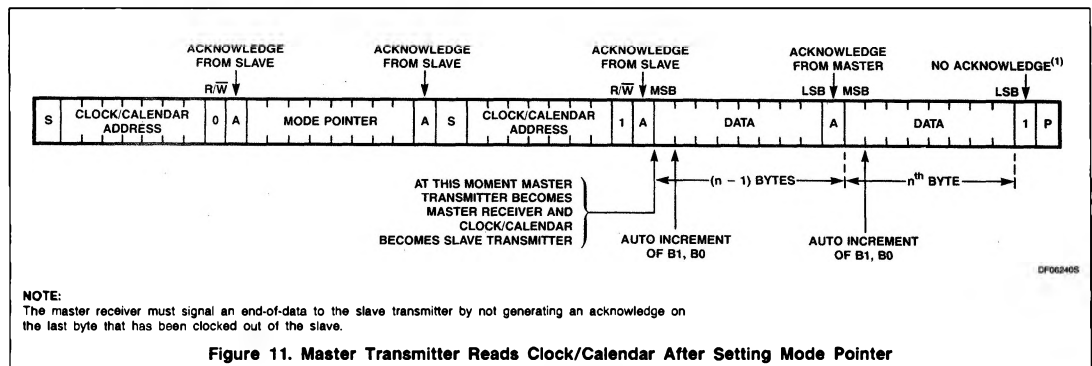 ACKNOWLEDGE
FROM SLAVE
ACKNOWLEDGE
FROM SLAVE
ACKNOWLEDGE
FROM SLAVE
ACKNOWLEDGE
FROM MASTER
NO ACKNOWLEDGE(1)
R/W̅
R/W̅ MSB
LSB MSB
LSB
S CLOCK/CALENDAR ADDRESS 0 A MODE POINTER A S CLOCK/CALENDAR ADDRESS 1 A DATA A DATA 1 P
AT THIS MOMENT MASTER
TRANSMITTER BECOMES
MASTER RECEIVER AND
CLOCK/CALENDAR
BECOMES SLAVE TRANSMITTER
(n – 1) BYTES
nth BYTE
AUTO INCREMENT
OF B1, B0
AUTO INCREMENT
OF B1, B0
DF06240S
NOTE:
The master receiver must signal an end-of-data to the slave transmitter by not generating an acknowledge on
the last byte that has been clocked out of the slave.
Figure 11. Master Transmitter Reads Clock/Calendar After Setting Mode Pointer